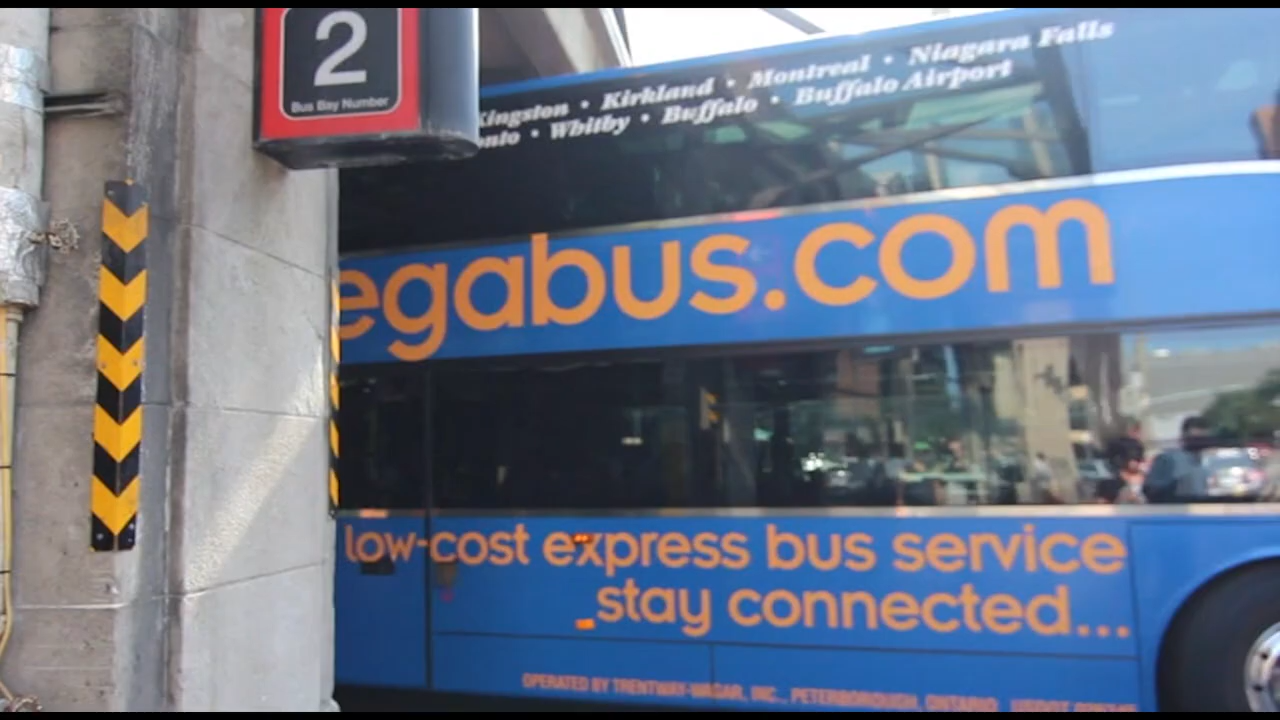 2
Bus Bay Number
Kingston • Kirkland • Montreal • Niagara Falls
onto • Whitby • Buffalo • Buffalo Airport
egabus.com
low-cost express bus service
stay connected...
OPERATED BY TRENTWAY-WAGAR, INC., PETERBOROUGH, ONTARIO